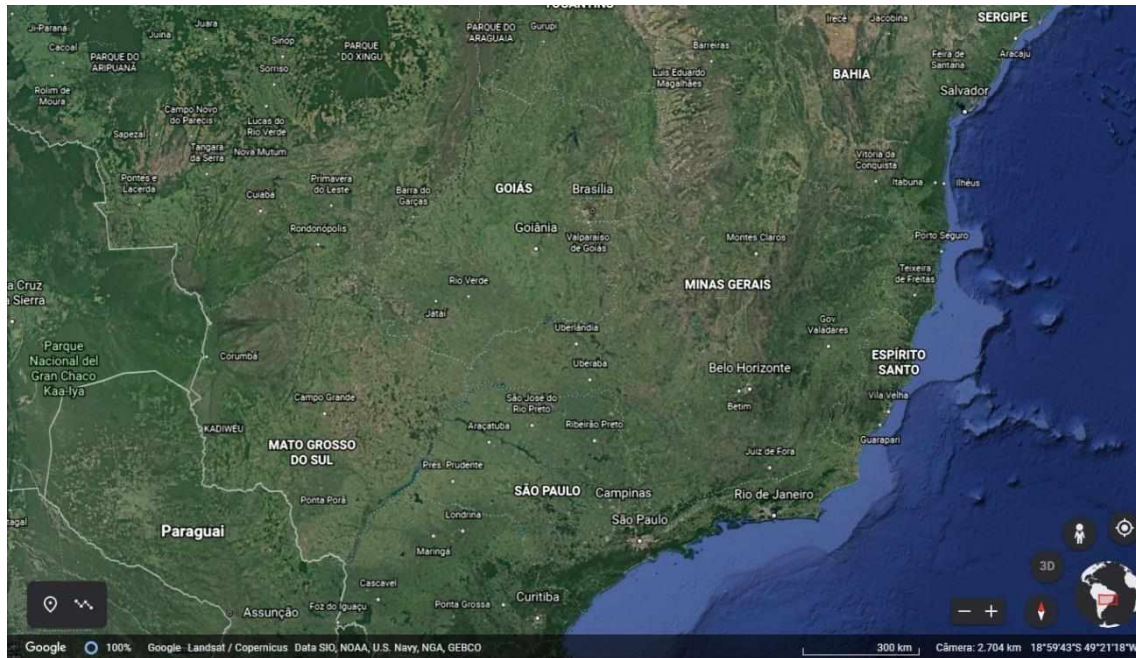 TOCANTINS
SERGIPE
Ji-Paraná
Juara
Juína
Sinop
PARQUE DO
ARAGUAIA
Gurupi
Irecê
Jacobina
Cacoal
PARQUE DO
ARIPUANÃ
PARQUE
DO XINGU
Barreiras
Feira de
Santana
Aracaju
Sorriso
Luis Eduardo
Magalhães
BAHIA
Rolim de
Moura
Salvador
Campo Novo
do Parecis
Lucas do
Rio Verde
Sapezal
Tangará
da Serra
Nova Mutum
Vitória da
Conquista
Pontes e
Lacerda
Cuiabá
Primavera
do Leste
Barra do
Garças
GOIÁS
Brasília
Itabuna
Ilhéus
Rondonópolis
Goiânia
Valparaíso
de Goiás
Montes Claros
Porto Seguro
a Cruz
a Sierra
Rio Verde
MINAS GERAIS
Teixeira
de Freitas
Jataí
Uberlândia
Gov.
Valadares
Parque
Nacional del
Gran Chaco
Kaa-Iya
Corumbá
Uberaba
Belo Horizonte
ESPÍRITO
SANTO
Campo Grande
São José do
Rio Preto
Betim
Vila Velha
KADIWÉU
Araçatuba
Ribeirão Preto
MATO GROSSO
DO SUL
Guarapari
Pres. Prudente
Juiz de Fora
Ponta Porã
SÃO PAULO
Campinas
Rio de Janeiro
tagal
Paraguai
Londrina
São Paulo
Maringá
3D
Cascavel
Assunção
Foz do Iguaçu
Ponta Grossa
Curitiba
Google
100%
Google Landsat / Copernicus Data SIO, NOAA, U.S. Navy, NGA, GEBCO
300 km
Câmera: 2.704 km
18°59'43"S 49°21'18"W